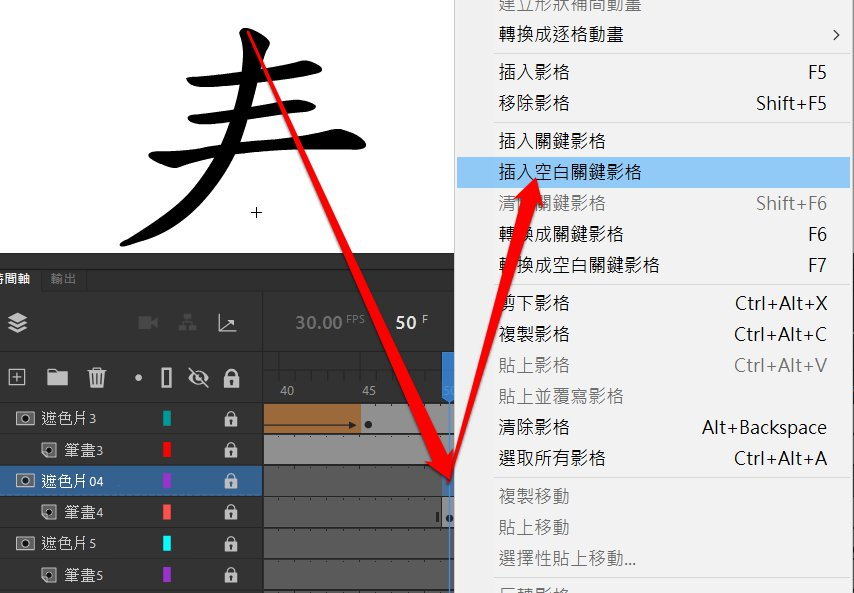 建立形狀補間動畫
轉換成逐格動畫
插入影格 F5
移除影格 Shift+F5
插入關鍵影格
插入空白關鍵影格
清除關鍵影格 Shift+F6
轉換成關鍵影格 F6
轉換成空白關鍵影格 F7
剪下影格 Ctrl+Alt+X
複製影格 Ctrl+Alt+C
貼上影格 Ctrl+Alt+V
貼上並覆寫影格
清除影格 Alt+Backspace
選取所有影格 Ctrl+Alt+A
複製移動
貼上移動
選擇性貼上移動...
反轉影格
時間軸 輸出
30.00 FPS 50 F
40 45 50
遮色片3
筆畫3
遮色片04
筆畫4
遮色片5
筆畫5